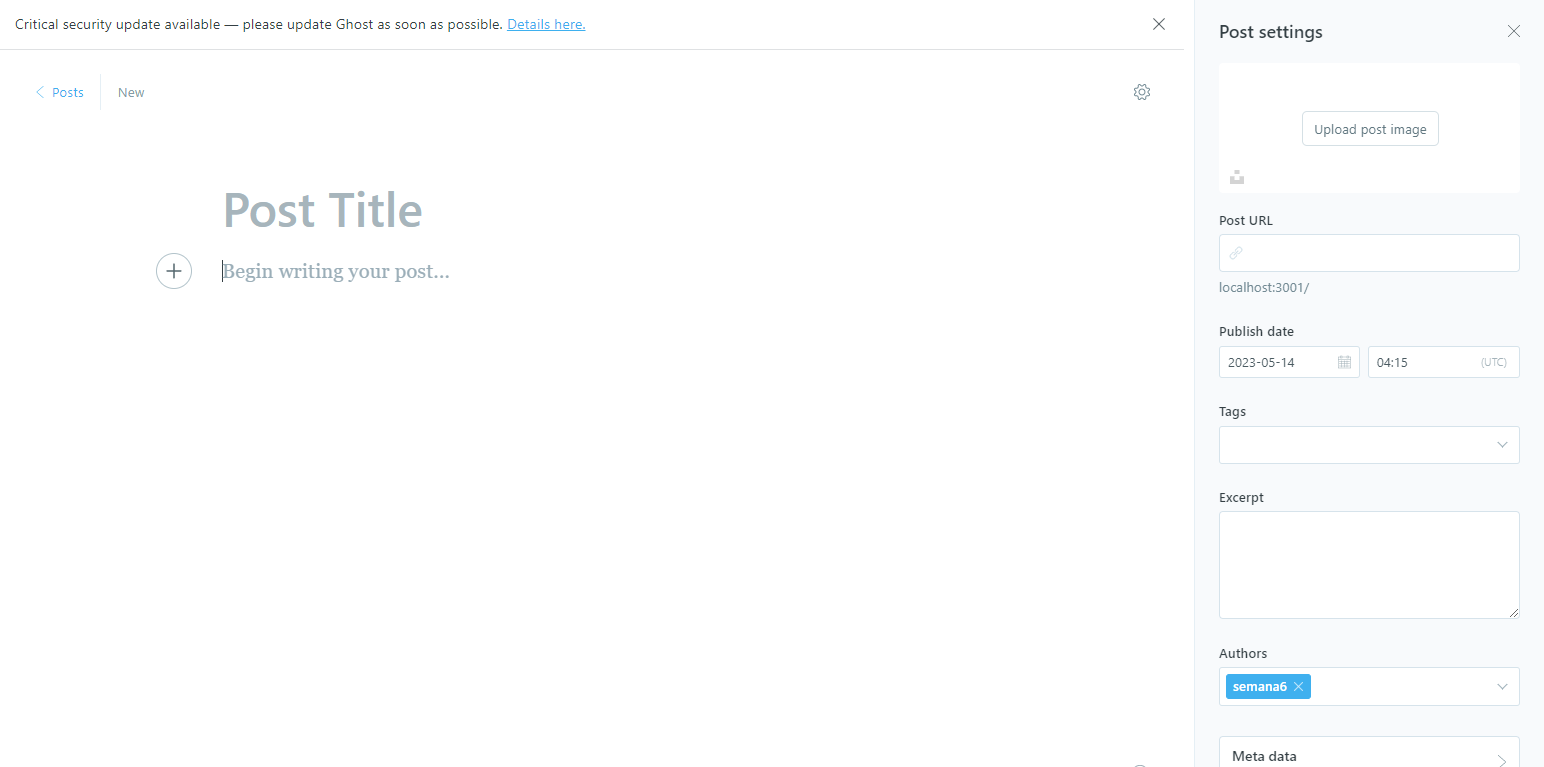 Critical security update available — please update Ghost as soon as possible. Details here.
Posts
New
Post Title
Begin writing your post...
Post settings
Upload post image
Post URL
localhost:3001/
Publish date
2023-05-14
04:15 (UTC)
Tags
Excerpt
Authors
semana6
Meta data